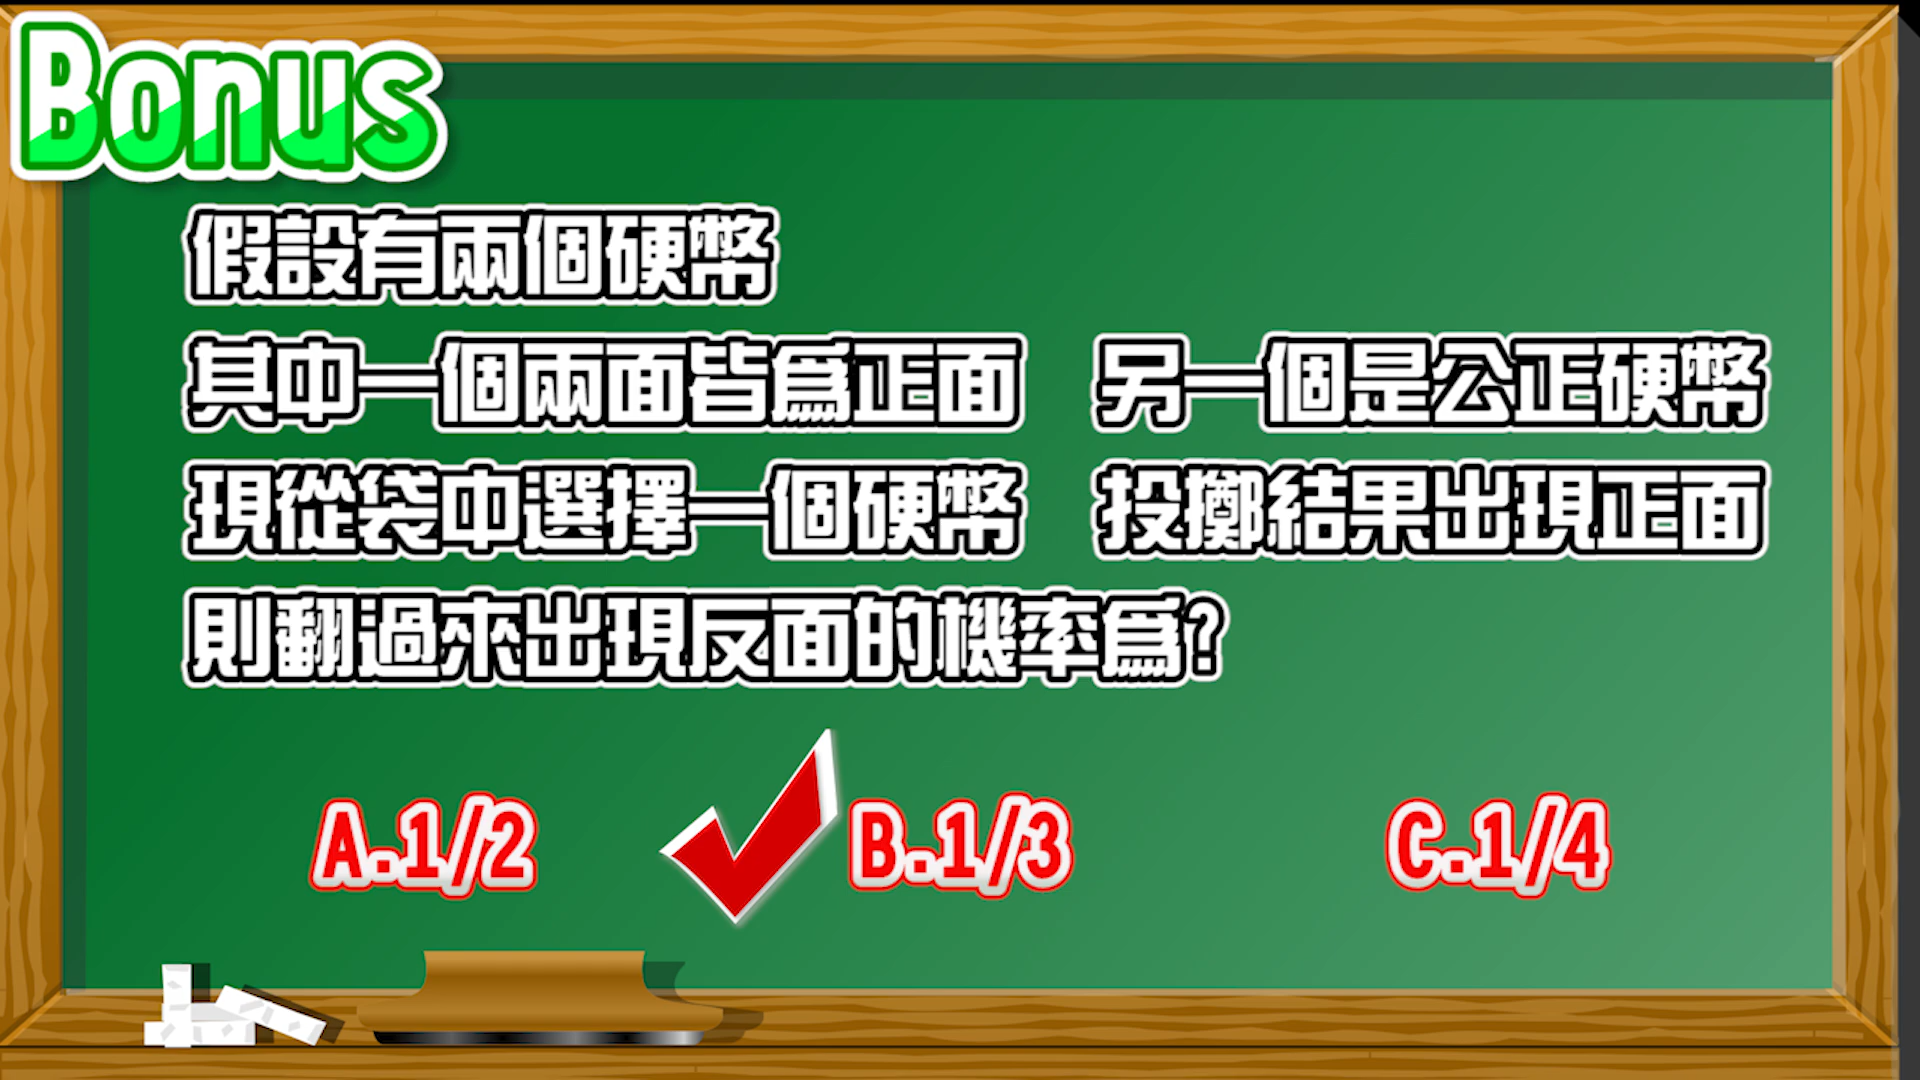 Bonus
假設有兩個硬幣
其中一個兩面皆為正面 另一個是公正硬幣
現從袋中選擇一個硬幣 投擲結果出現正面
則翻過來出現反面的機率為?
A.1/2 B.1/3 C.1/4